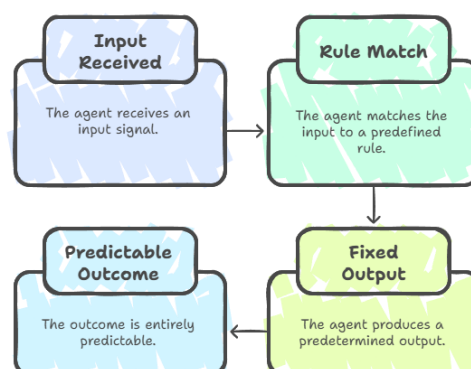 Input
Received
The agent receives an
input signal.
Rule Match
The agent matches the
input to a predefined
rule.
Predictable
Outcome
The outcome is entirely
predictable.
Fixed
Output
The agent produces a
predetermined output.